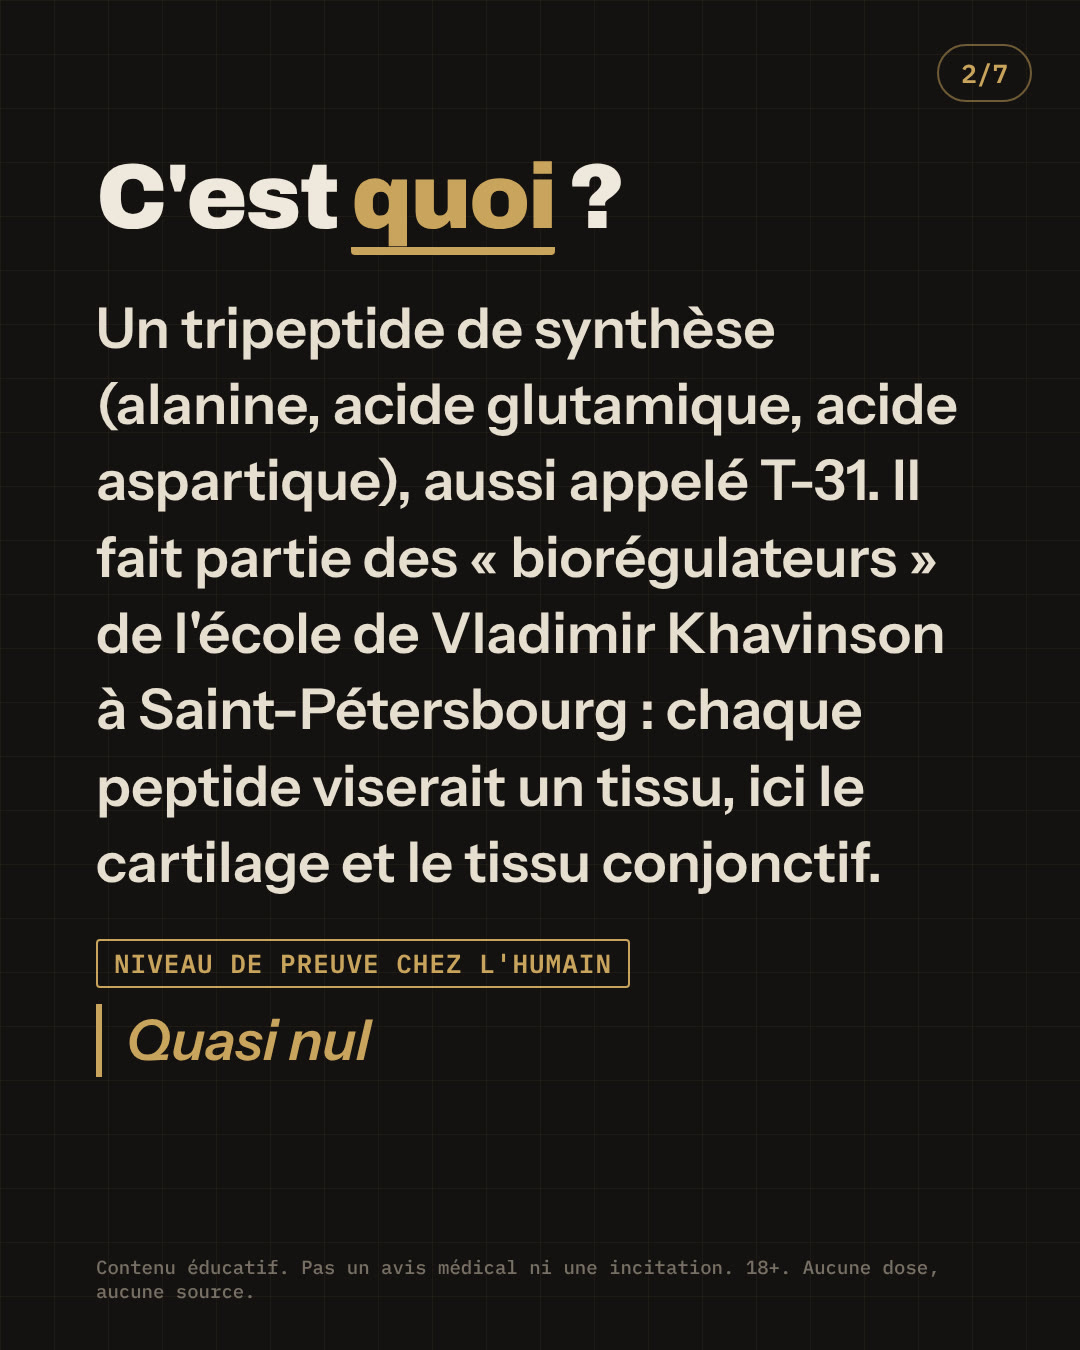 2/7
C'est quoi ?
Un tripeptide de synthèse
(alanine, acide glutamique, acide
aspartique), aussi appelé T-31. Il
fait partie des « biorégulateurs »
de l'école de Vladimir Khavinson
à Saint-Pétersbourg : chaque
peptide viserait un tissu, ici le
cartilage et le tissu conjonctif.
NIVEAU DE PREUVE CHEZ L'HUMAIN
Quasi nul
Contenu éducatif. Pas un avis médical ni une incitation. 18+. Aucune dose,
aucune source.